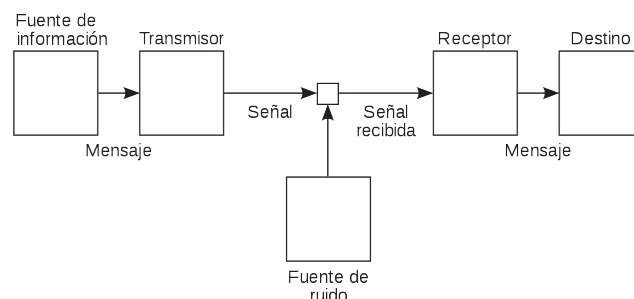 Fuente de
información
Transmisor
Receptor
Destino
Señal
Señal
recibida
Mensaje
Mensaje
Fuente de
ruido